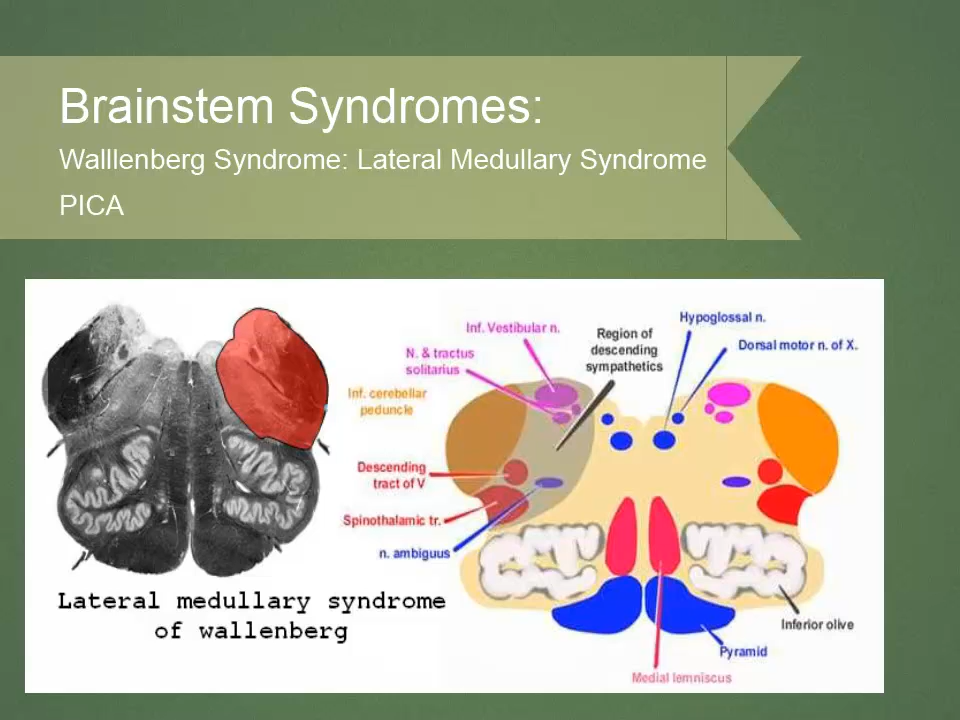 Brainstem Syndromes:
Walllenberg Syndrome: Lateral Medullary Syndrome
PICA
Inf. Vestibular n.
N. & tractus
solitarius
Inf. cerebellar
peduncle
Region of
descending
sympathetics
Hypoglossal n.
Dorsal motor n. of X.
Descending
tract of V
Spinothalamic tr.
n. ambiguus
Lateral medullary syndrome
of wallenberg
Inferior olive
Pyramid
Medial lemniscus